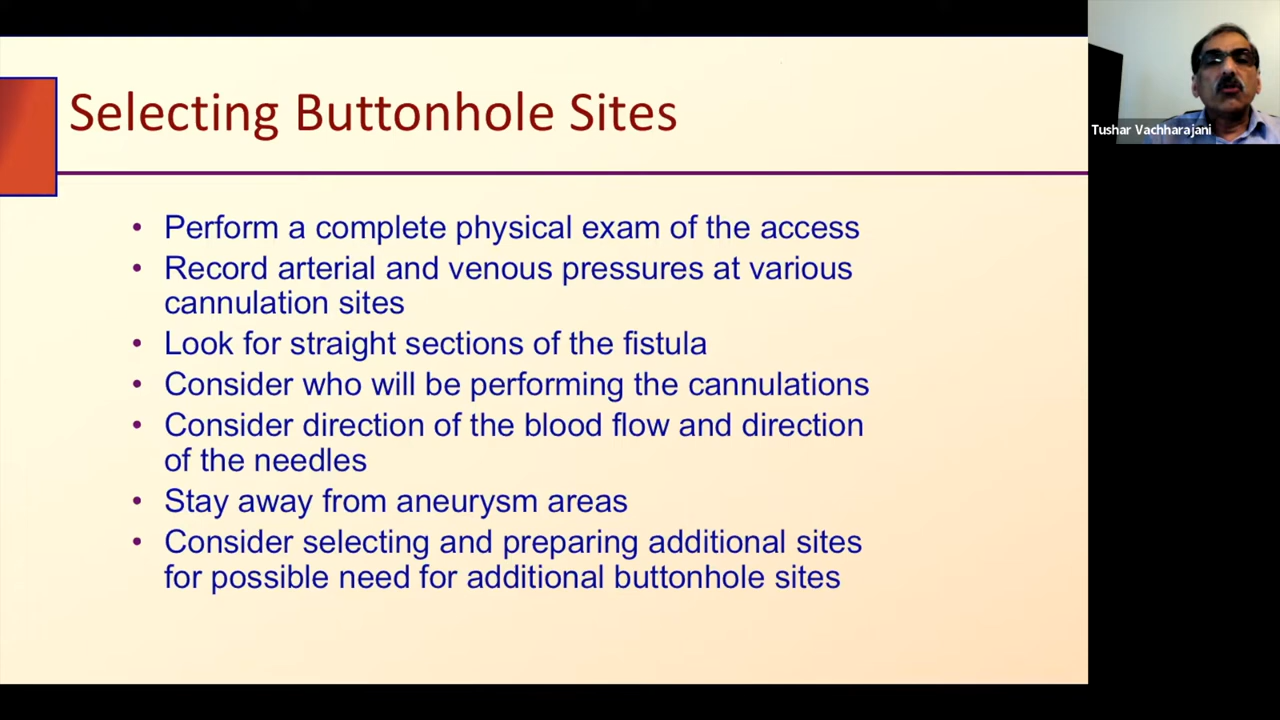 Selecting Buttonhole Sites
Tushar Vachharajani
• Perform a complete physical exam of the access
• Record arterial and venous pressures at various
cannulation sites
• Look for straight sections of the fistula
• Consider who will be performing the cannulations
• Consider direction of the blood flow and direction
of the needles
• Stay away from aneurysm areas
• Consider selecting and preparing additional sites
for possible need for additional buttonhole sites